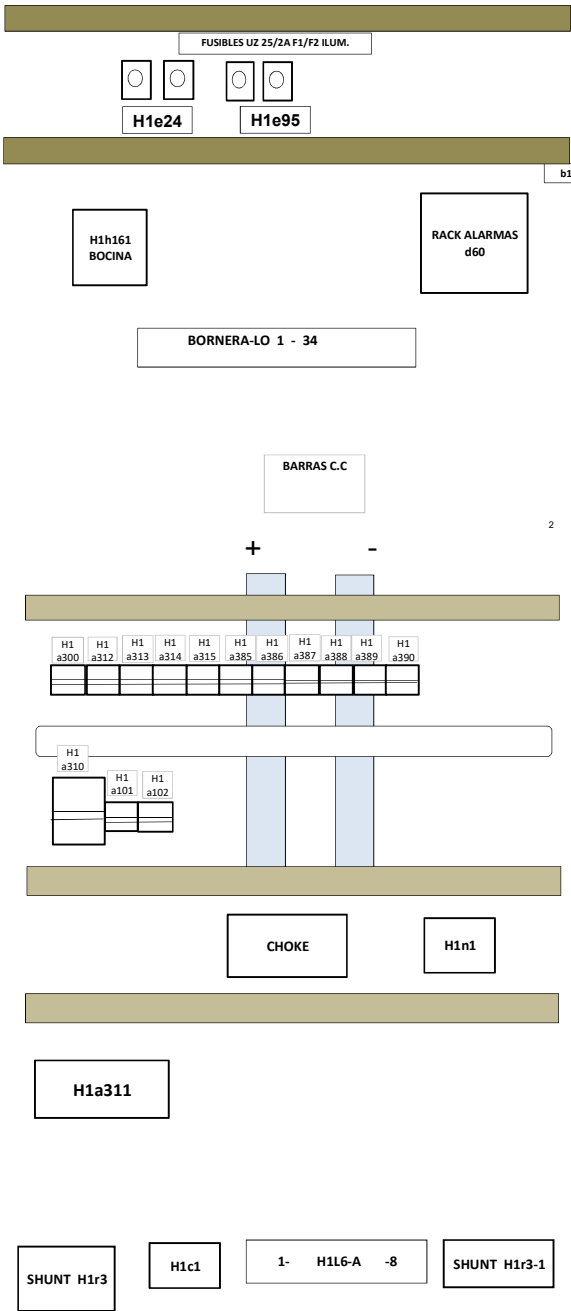 FUSIBLES UZ 25/2A F1/F2 ILUM.
H1e24
H1e95
b1
H1h161
BOCINA
RACK ALARMAS
d60
BORNERA-LO 1 - 34
BARRAS C.C
2
+
-
H1
a300
H1
a312
H1
a313
H1
a314
H1
a315
H1
a385
H1
a386
H1
a387
H1
a388
H1
a389
H1
a390
H1
a310
H1
a101
H1
a102
CHOKE
H1n1
H1a311
SHUNT H1r3
H1c1
1- H1L6-A -8
SHUNT H1r3-1